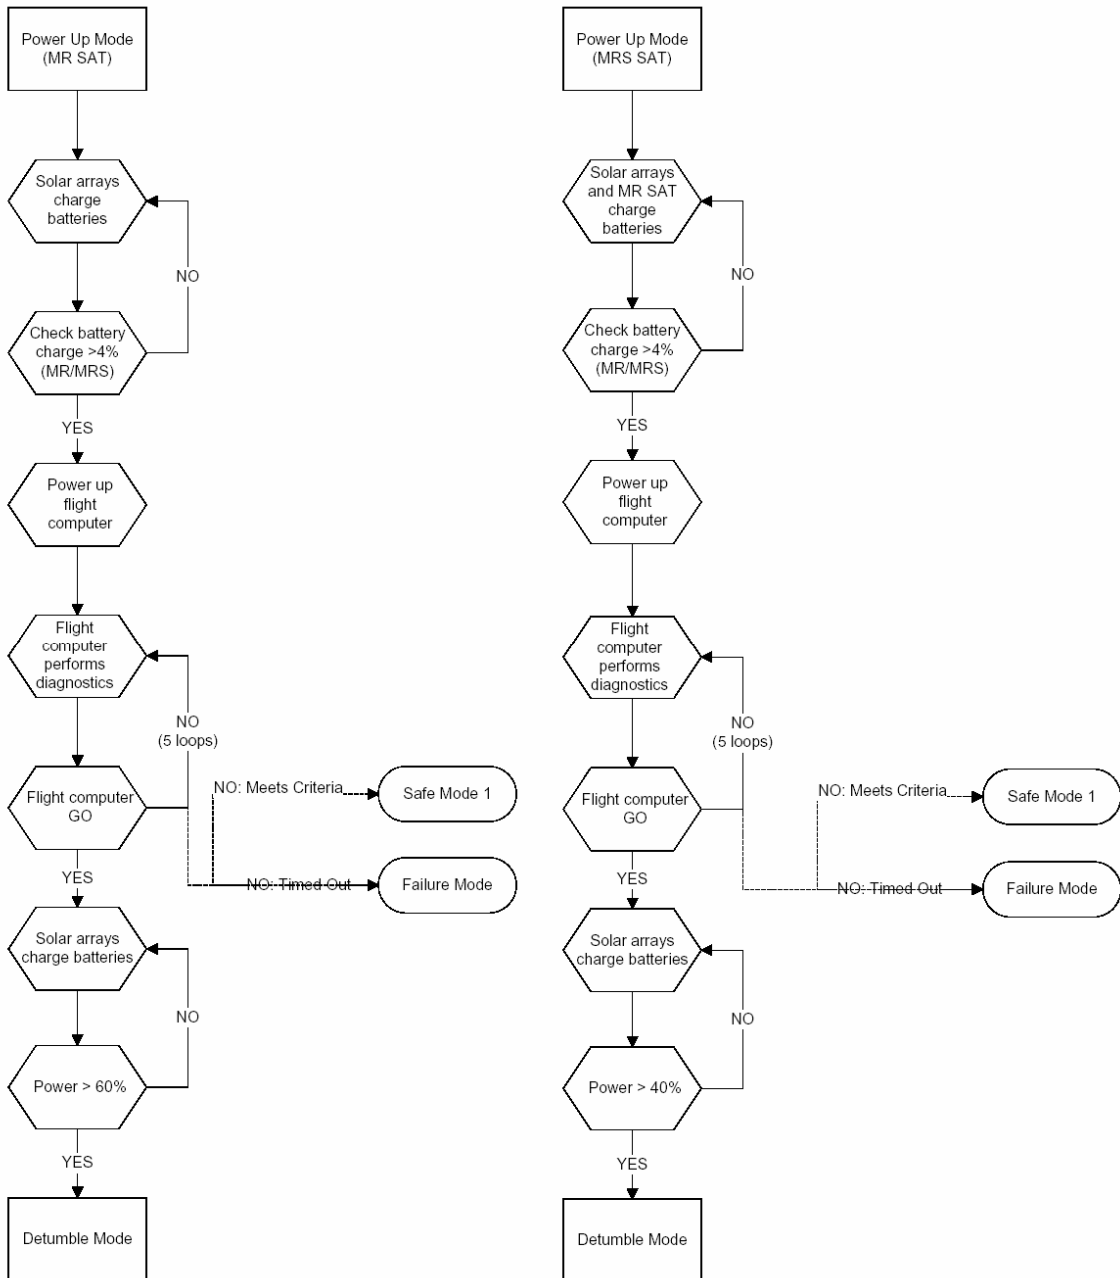 Power Up Mode
(MR SAT)
Solar arrays
charge
batteries
NO
Check battery
charge >4%
(MR/MRS)
YES
Power up
flight
computer
Flight
computer
performs
diagnostics
NO
(5 loops)
Flight computer
GO
NO: Meets Criteria
Safe Mode 1
NO: Timed Out
Failure Mode
YES
Solar arrays
charge batteries
NO
Power > 60%
YES
Detumble Mode
Power Up Mode
(MRS SAT)
Solar arrays
and MR SAT
charge
batteries
NO
Check battery
charge >4%
(MR/MRS)
YES
Power up
flight
computer
Flight
computer
performs
diagnostics
NO
(5 loops)
Flight computer
GO
NO: Meets Criteria
Safe Mode 1
NO: Timed Out
Failure Mode
YES
Solar arrays
charge batteries
NO
Power > 40%
YES
Detumble Mode